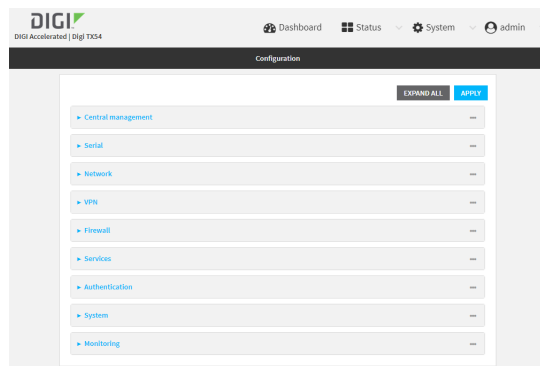 DIGI
DIGI Accelerated | Digi TX54
Dashboard Status System admin
Configuration
EXPAND ALL APPLY
Central management
Serial
Network
VPN
Firewall
Services
Authentication
System
Monitoring